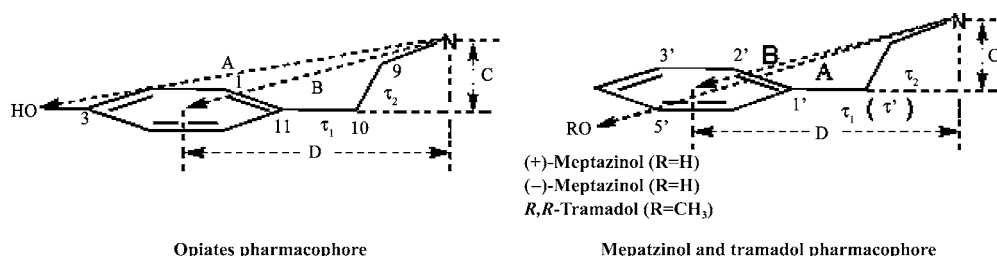 N
A
B
C
9
1
HO
3
11
τ1
10
τ2
D
N
B
A
C
3'
2'
1'
τ2
τ1 (τ')
RO
5'
D
(+)-Meptazinol (R=H)
(−)-Meptazinol (R=H)
R,R-Tramadol (R=CH3)
Opiates pharmacophore
Mepatzinol and tramadol pharmacophore